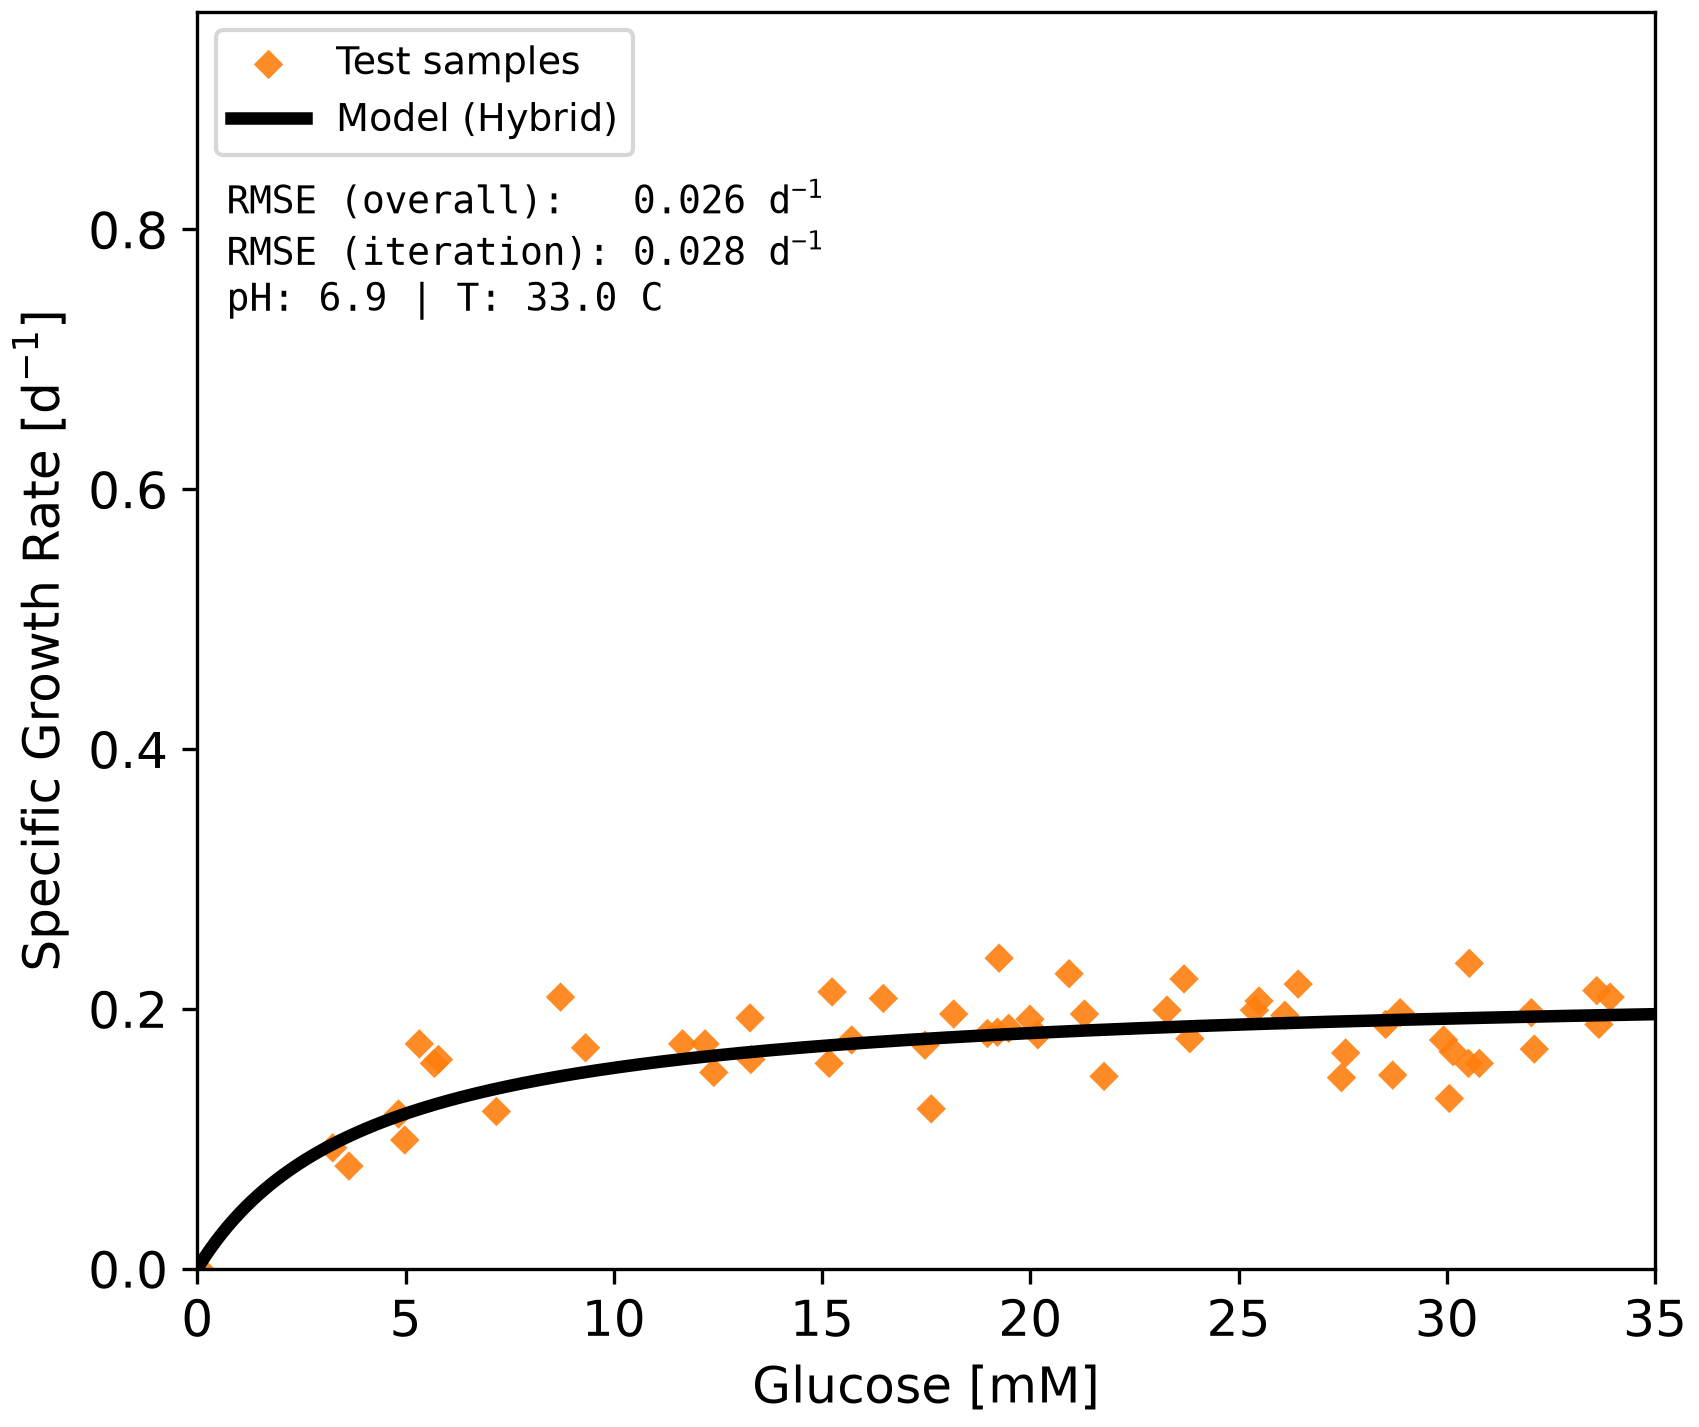 Test samples
Model (Hybrid)
RMSE (overall):   0.026 d⁻¹
RMSE (iteration): 0.028 d⁻¹
pH: 6.9 | T: 33.0 C
Specific Growth Rate [d⁻¹]
0.8
0.6
0.4
0.2
0.0
0 5 10 15 20 25 30 35
Glucose [mM]